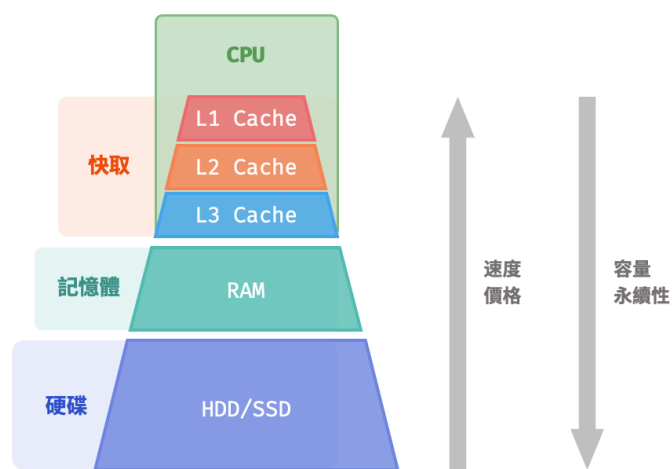 CPU
快取
L1 Cache
L2 Cache
L3 Cache
記憶體
RAM
硬碟
HDD/SSD
速度
價格
容量
永續性